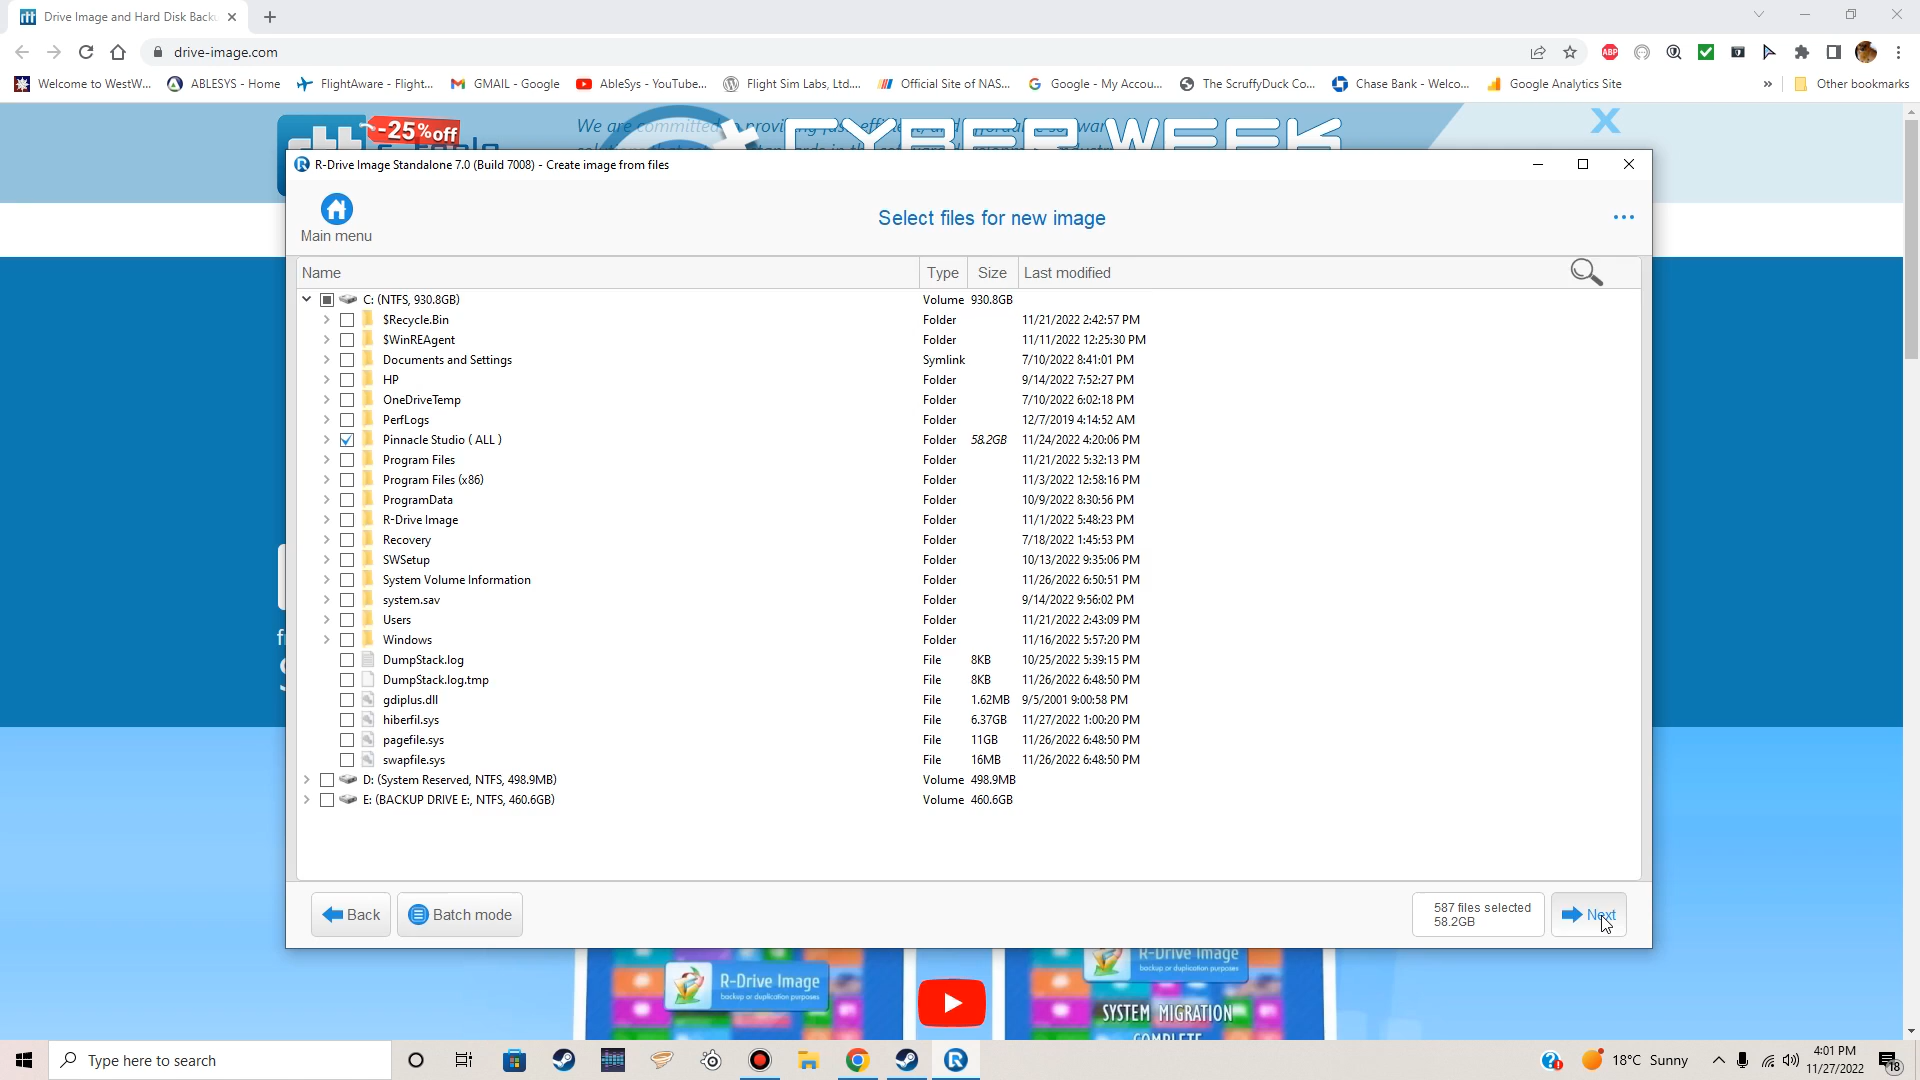 Drive Image and Hard Disk Back
drive-image.com
ABP
Welcome to WestW...
ABLESYS - Home
FlightAware - Flight...
GMAIL - Google
AbleSys - YouTube...
Flight Sim Labs, Ltd....
Official Site of NAS...
Google - My Accou...
The ScruffyDuck Co...
Chase Bank - Welco...
Google Analytics Site
»
Other bookmarks
-25%off
We are committed
CYBER WEEK
X
R-Drive Image Standalone 7.0 (Build 7008) - Create image from files
Main menu
Select files for new image
Name Type Size Last modified
C: (NTFS, 930.8GB) Volume 930.8GB
$Recycle.Bin Folder 11/21/2022 2:42:57 PM
$WinREAgent Folder 11/11/2022 12:25:30 PM
Documents and Settings Symlink 7/10/2022 8:41:01 PM
HP Folder 9/14/2022 7:52:27 PM
OneDriveTemp Folder 7/10/2022 6:02:18 PM
PerfLogs Folder 12/7/2019 4:14:52 AM
Pinnacle Studio ( ALL ) Folder 58.2GB 11/24/2022 4:20:06 PM
Program Files Folder 11/21/2022 5:32:13 PM
Program Files (x86) Folder 11/3/2022 12:58:16 PM
ProgramData Folder 10/9/2022 8:30:56 PM
R-Drive Image Folder 11/1/2022 5:48:23 PM
Recovery Folder 7/18/2022 1:45:53 PM
SWSetup Folder 10/13/2022 9:35:06 PM
System Volume Information Folder 11/26/2022 6:50:51 PM
system.sav Folder 9/14/2022 9:56:02 PM
Users Folder 11/21/2022 2:43:09 PM
Windows Folder 11/16/2022 5:57:20 PM
DumpStack.log File 8KB 10/25/2022 5:39:15 PM
DumpStack.log.tmp File 8KB 11/26/2022 6:48:50 PM
gdiplus.dll File 1.62MB 9/5/2001 9:00:58 PM
hiberfil.sys File 6.37GB 11/27/2022 1:00:20 PM
pagefile.sys File 11GB 11/26/2022 6:48:50 PM
swapfile.sys File 16MB 11/26/2022 6:48:50 PM
D: (System Reserved, NTFS, 498.9MB) Volume 498.9MB
E: (BACKUP DRIVE E:, NTFS, 460.6GB) Volume 460.6GB
Back
Batch mode
587 files selected
58.2GB
Next
R-Drive Image
backup or duplication purposes
R-Drive Image
backup or duplication purposes
SYSTEM MIGRATION
COMPLETE
Type here to search
18°C Sunny
4:01 PM
11/27/2022
18